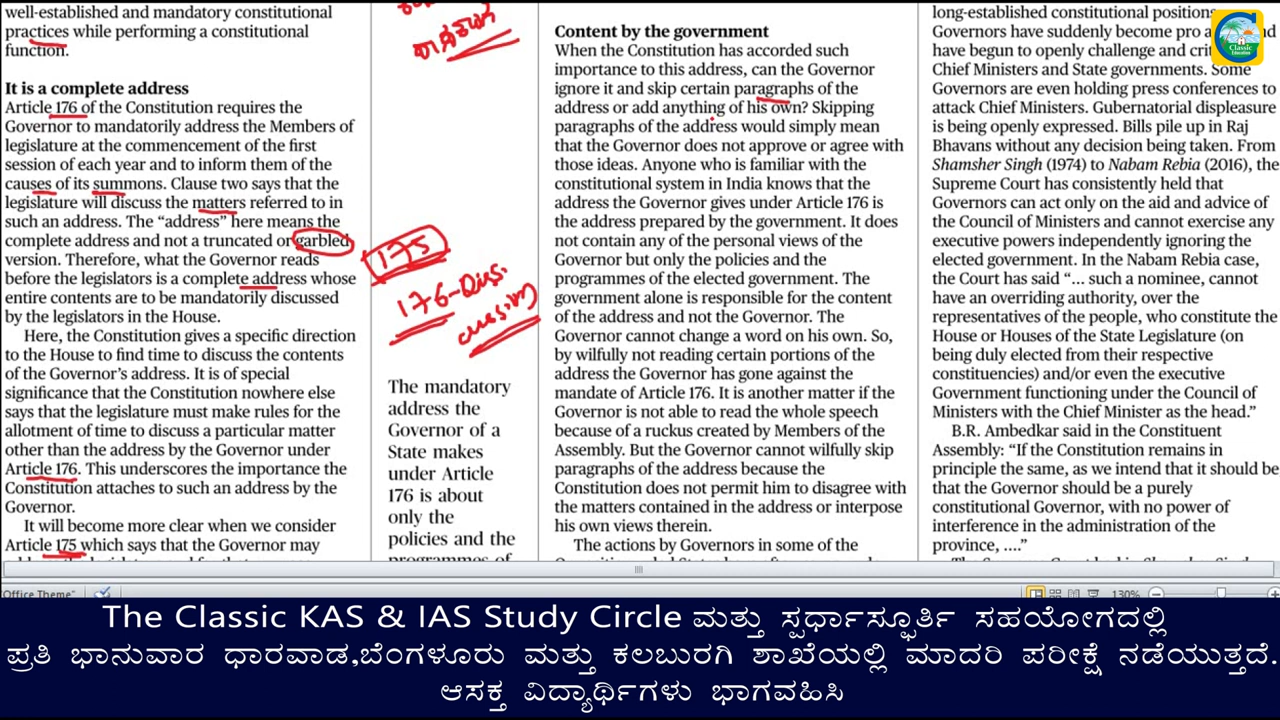 well-established and mandatory constitutional
practices while performing a constitutional
function.
It is a complete address
Article 176 of the Constitution requires the
Governor to mandatorily address the Members of
legislature at the commencement of the first
session of each year and to inform them of the
causes of its summons. Clause two says that the
legislature will discuss the matters referred to in
such an address. The “address” here means the
complete address and not a truncated or garbled
version. Therefore, what the Governor reads
before the legislators is a complete address whose
entire contents are to be mandatorily discussed
by the legislators in the House.
Here, the Constitution gives a specific direction
to the House to find time to discuss the contents
of the Governor’s address. It is of special
significance that the Constitution nowhere else
says that the legislature must make rules for the
allotment of time to discuss a particular matter
other than the address by the Governor under
Article 176. This underscores the importance the
Constitution attaches to such an address by the
Governor.
It will become more clear when we consider
Article 175 which says that the Governor may
175
176-Discussion
The mandatory
address the
Governor of a
State makes
under Article
176 is about
only the
policies and the
programmes of
Content by the government
When the Constitution has accorded such
importance to this address, can the Governor
ignore it and skip certain paragraphs of the
address or add anything of his own? Skipping
paragraphs of the address would simply mean
that the Governor does not approve or agree with
those ideas. Anyone who is familiar with the
constitutional system in India knows that the
address the Governor gives under Article 176 is
the address prepared by the government. It does
not contain any of the personal views of the
Governor but only the policies and the
programmes of the elected government. The
government alone is responsible for the content
of the address and not the Governor. The
Governor cannot change a word on his own. So,
by wilfully not reading certain portions of the
address the Governor has gone against the
mandate of Article 176. It is another matter if the
Governor is not able to read the whole speech
because of a ruckus created by Members of the
Assembly. But the Governor cannot wilfully skip
paragraphs of the address because the
Constitution does not permit him to disagree with
the matters contained in the address or interpose
his own views therein.
The actions by Governors in some of the
long-established constitutional positions
Governors have suddenly become pro
have begun to openly challenge and
Chief Ministers and State governments. Some
Governors are even holding press conferences to
attack Chief Ministers. Gubernatorial displeasure
is being openly expressed. Bills pile up in Raj
Bhavans without any decision being taken. From
Shamsher Singh (1974) to Nabam Rebia (2016), the
Supreme Court has consistently held that
Governors can act only on the aid and advice of
the Council of Ministers and cannot exercise any
executive powers independently ignoring the
elected government. In the Nabam Rebia case,
the Court has said “... such a nominee, cannot
have an overriding authority, over the
representatives of the people, who constitute the
House or Houses of the State Legislature (on
being duly elected from their respective
constituencies) and/or even the executive
Government functioning under the Council of
Ministers with the Chief Minister as the head.”
B.R. Ambedkar said in the Constituent
Assembly: “If the Constitution remains in
principle the same, as we intend that it should be
that the Governor should be a purely
constitutional Governor, with no power of
interference in the administration of the
province, ....”
Classic
Education
Office Theme"
130%
The Classic KAS & IAS Study Circle ಮತ್ತು ಸ್ಪರ್ಧಾಸ್ಫೂರ್ತಿ ಸಹಯೋಗದಲ್ಲಿ
ಪ್ರತಿ ಭಾನುವಾರ ಧಾರವಾಡ,ಬೆಂಗಳೂರು ಮತ್ತು ಕಲಬುರಗಿ ಶಾಖೆಯಲ್ಲಿ ಮಾದರಿ ಪರೀಕ್ಷೆ ನಡೆಯುತ್ತದೆ.
ಆಸಕ್ತ ವಿದ್ಯಾರ್ಥಿಗಳು ಭಾಗವಹಿಸಿ